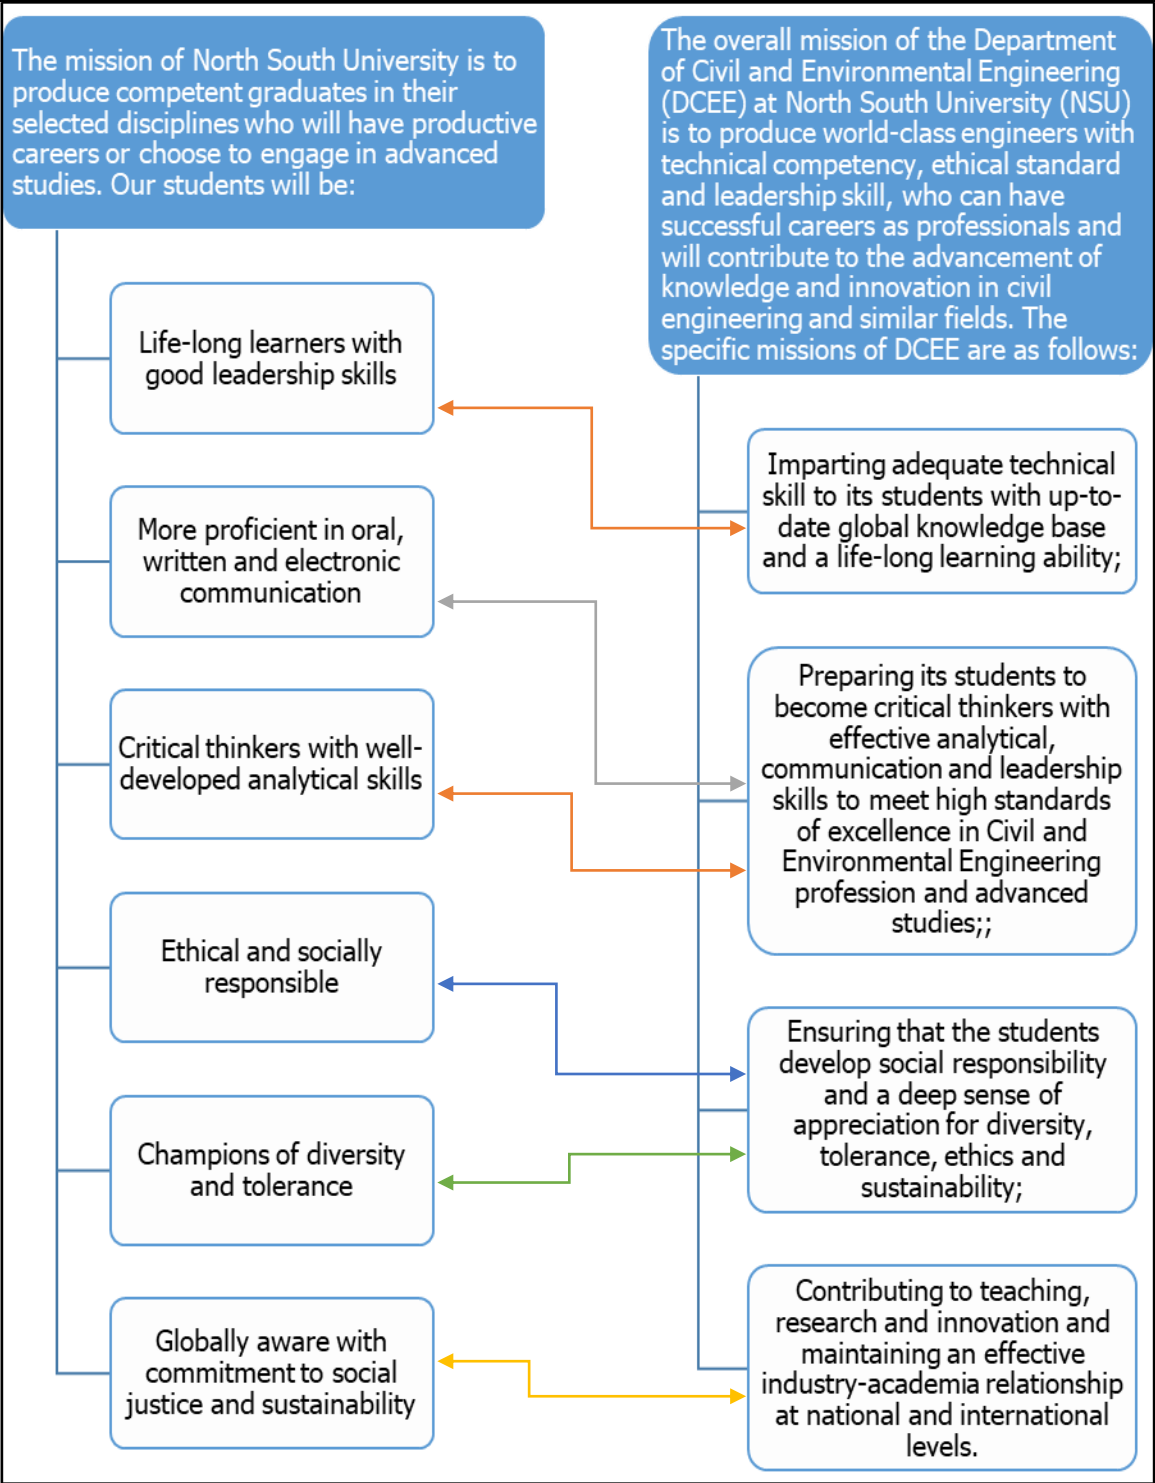 The mission of North South University is to
produce competent graduates in their
selected disciplines who will have productive
careers or choose to engage in advanced
studies. Our students will be:
Life-long learners with
good leadership skills
More proficient in oral,
written and electronic
communication
Critical thinkers with well-
developed analytical skills
Ethical and socially
responsible
Champions of diversity
and tolerance
Globally aware with
commitment to social
justice and sustainability
The overall mission of the Department
of Civil and Environmental Engineering
(DCEE) at North South University (NSU)
is to produce world-class engineers with
technical competency, ethical standard
and leadership skill, who can have
successful careers as professionals and
will contribute to the advancement of
knowledge and innovation in civil
engineering and similar fields. The
specific missions of DCEE are as follows:
Imparting adequate technical
skill to its students with up-to-
date global knowledge base
and a life-long learning ability;
Preparing its students to
become critical thinkers with
effective analytical,
communication and leadership
skills to meet high standards
of excellence in Civil and
Environmental Engineering
profession and advanced
studies;;
Ensuring that the students
develop social responsibility
and a deep sense of
appreciation for diversity,
tolerance, ethics and
sustainability;
Contributing to teaching,
research and innovation and
maintaining an effective
industry-academia relationship
at national and international
levels.